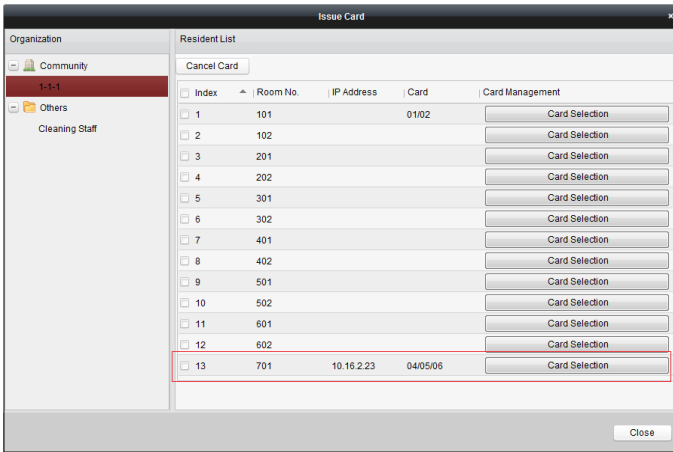 Issue Card ×
Organization Resident List
Community
1-1-1
Others
Cleaning Staff
Cancel Card
Index Room No. IP Address Card Card Management
1 101 01/02 Card Selection
2 102 Card Selection
3 201 Card Selection
4 202 Card Selection
5 301 Card Selection
6 302 Card Selection
7 401 Card Selection
8 402 Card Selection
9 501 Card Selection
10 502 Card Selection
11 601 Card Selection
12 602 Card Selection
13 701 10.16.2.23 04/05/06 Card Selection
Close